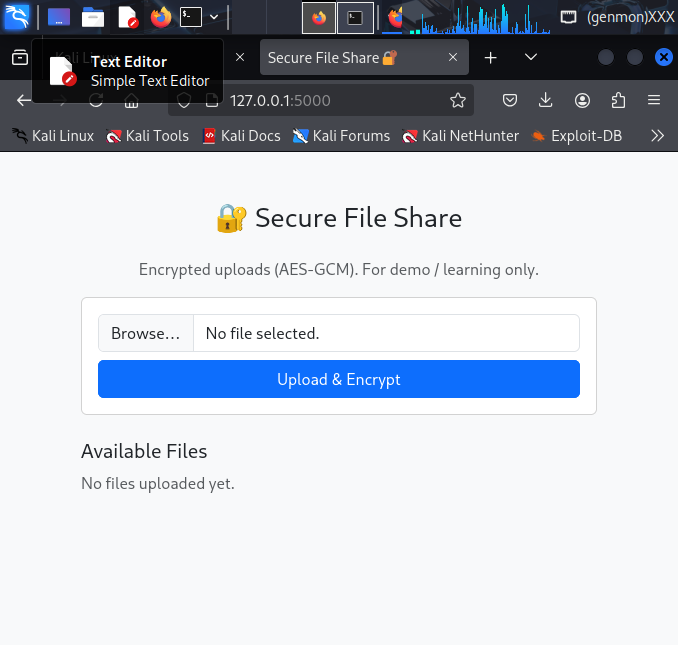 (genmon)XXX
Kali Linux
Secure File Share🔐
Text Editor
Simple Text Editor
127.0.0.1:5000
Kali Linux
Kali Tools
Kali Docs
Kali Forums
Kali NetHunter
Exploit-DB
🔐 Secure File Share
Encrypted uploads (AES-GCM). For demo / learning only.
Browse…
No file selected.
Upload & Encrypt
Available Files
No files uploaded yet.